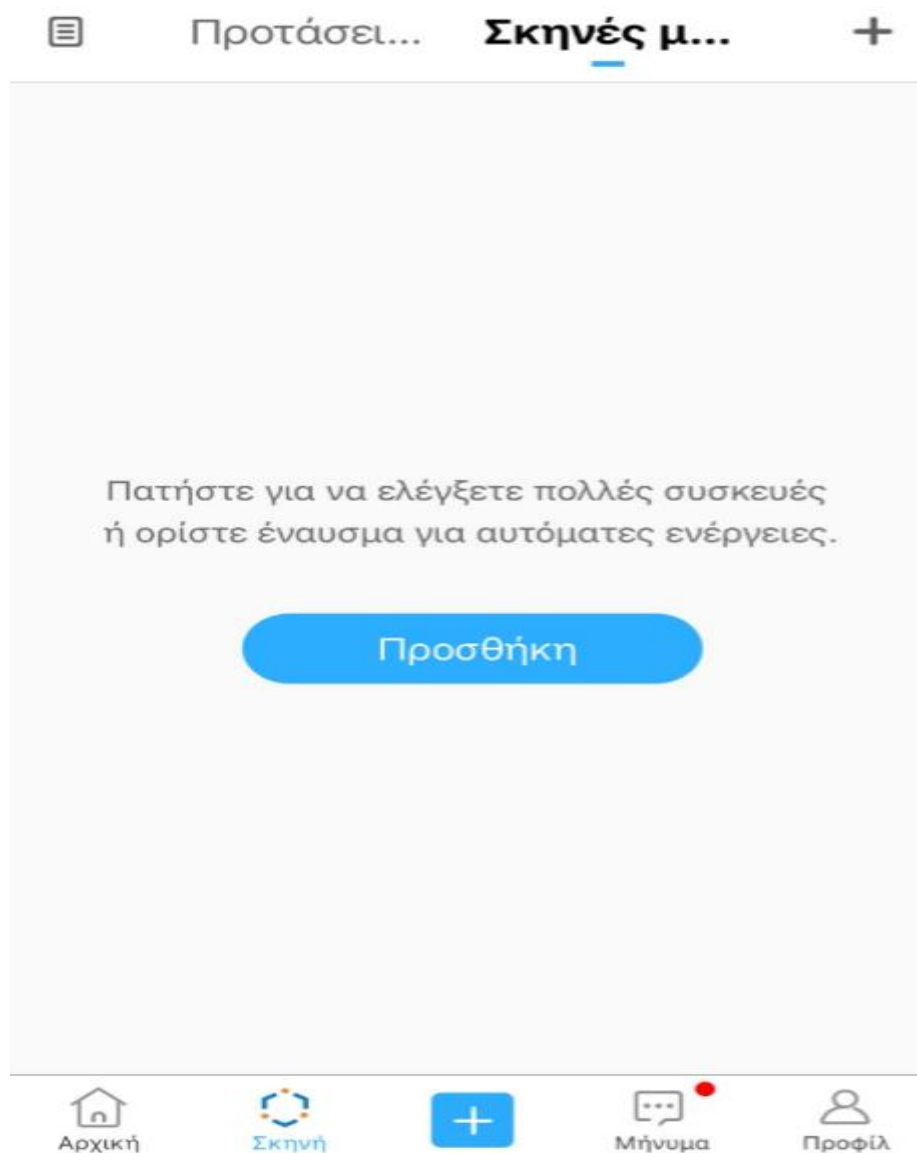 Προτάσει... Σκηνές μ...
Πατήστε για να ελέγξετε πολλές συσκευές
ή ορίστε έναυσμα για αυτόματες ενέργειες.
Προσθήκη
Αρχική Σκηνή Μήνυμα Προφίλ